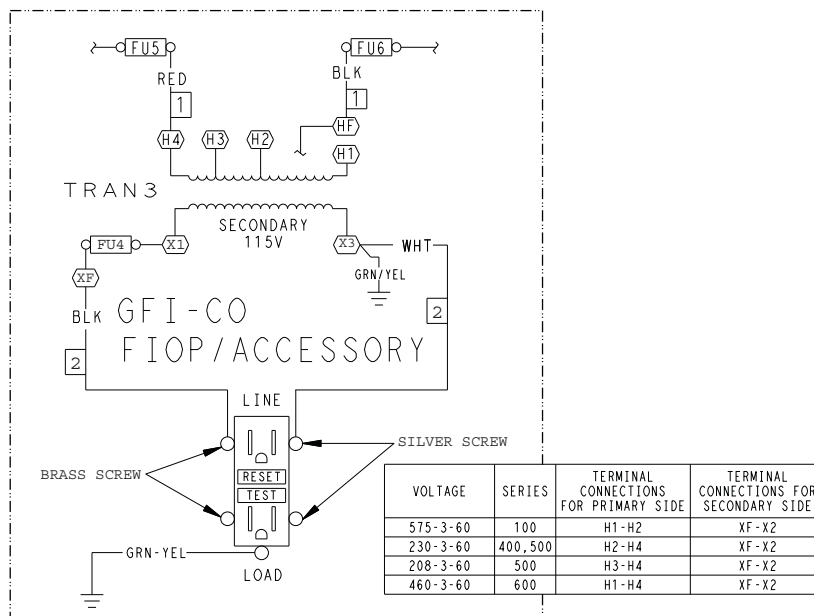 FU5
FU6
RED
BLK
1
1
HF
H4
H3
H2
H1
TRAN3
SECONDARY
115V
FU4
X1
X3
WHT
GRN/YEL
XF
BLK
GFI-CO
FIOP/ACCESSORY
2
2
LINE
SILVER SCREW
BRASS SCREW
RESET
TEST
GRN-YEL
LOAD
VOLTAGE SERIES TERMINAL CONNECTIONS FOR PRIMARY SIDE TERMINAL CONNECTIONS FOR SECONDARY SIDE
575-3-60 100 H1-H2 XF-X2
230-3-60 400,500 H2-H4 XF-X2
208-3-60 500 H3-H4 XF-X2
460-3-60 600 H1-H4 XF-X2